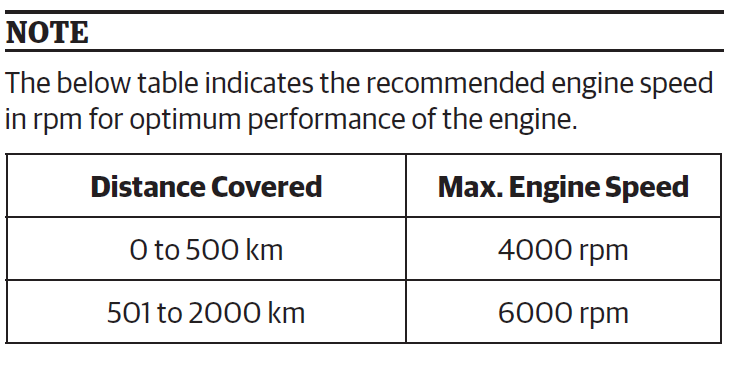 NOTE
The below table indicates the recommended engine speed
in rpm for optimum performance of the engine.
Distance Covered Max. Engine Speed
0 to 500 km 4000 rpm
501 to 2000 km 6000 rpm